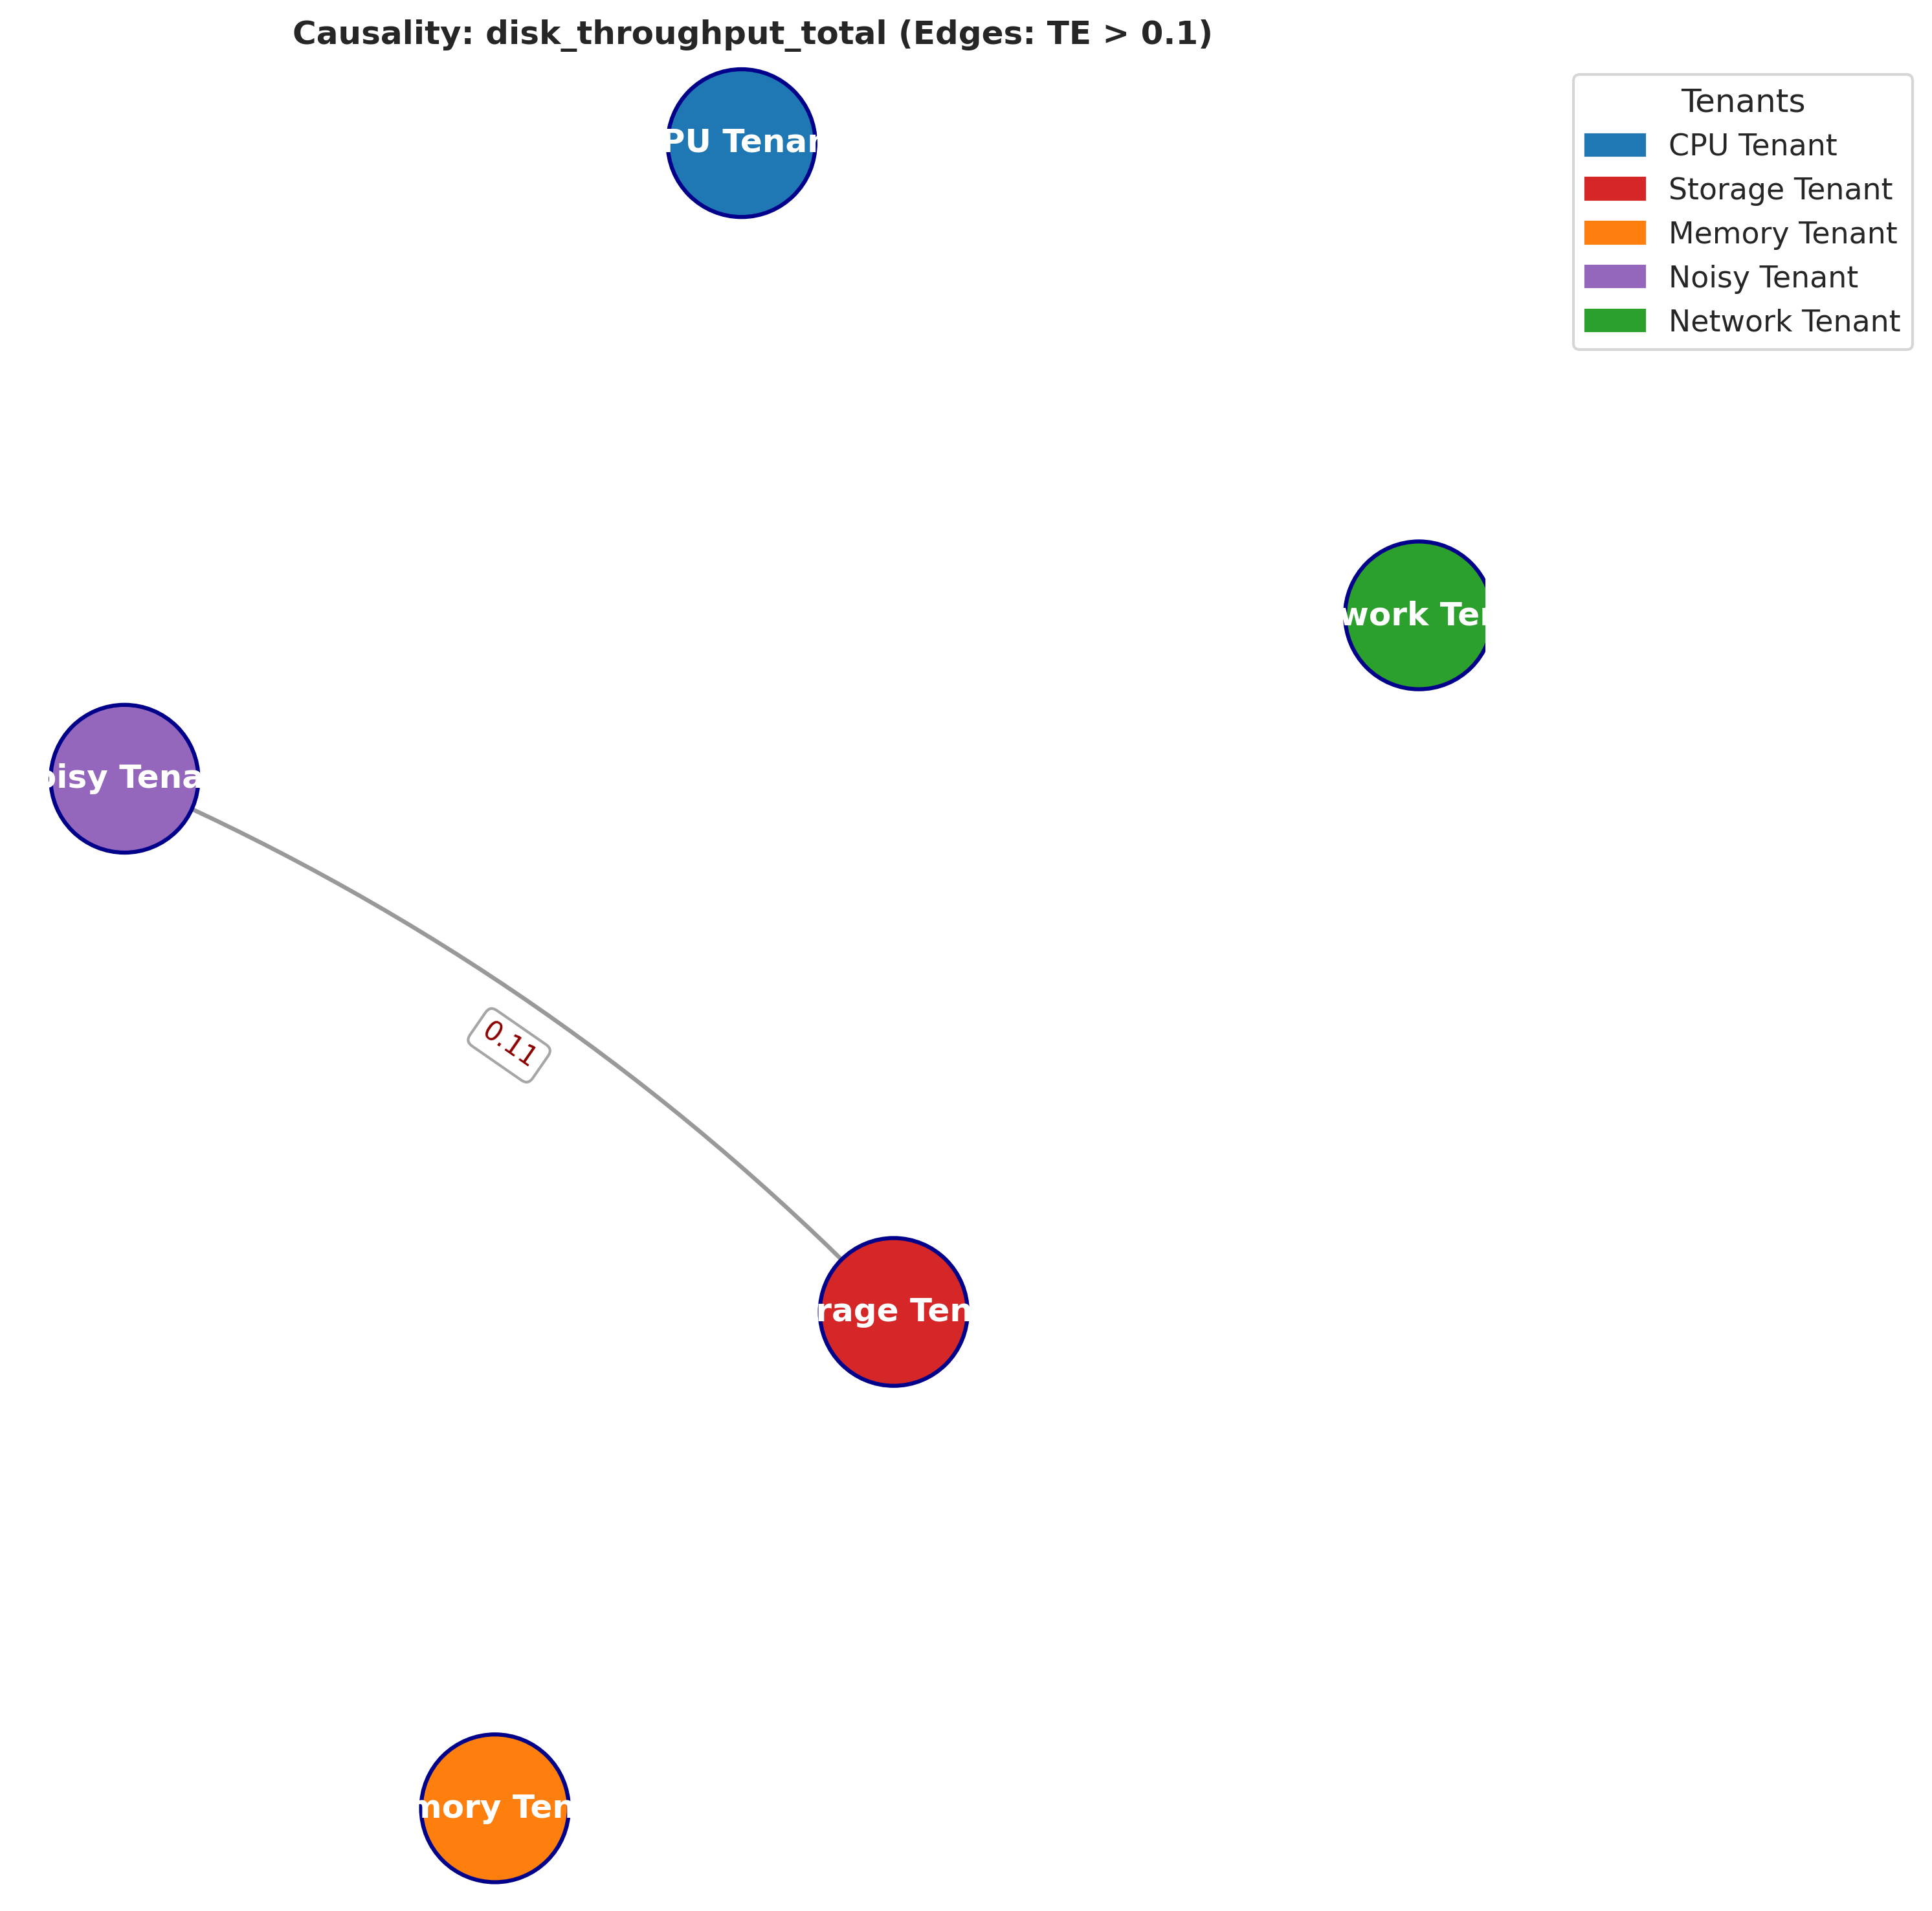 Causality: disk_throughput_total (Edges: TE > 0.1)
Tenants
CPU Tenant
Storage Tenant
Memory Tenant
Noisy Tenant
Network Tenant
PU Tenan
work Ten
oisy Tena
0.11
rage Ten
mory Ten